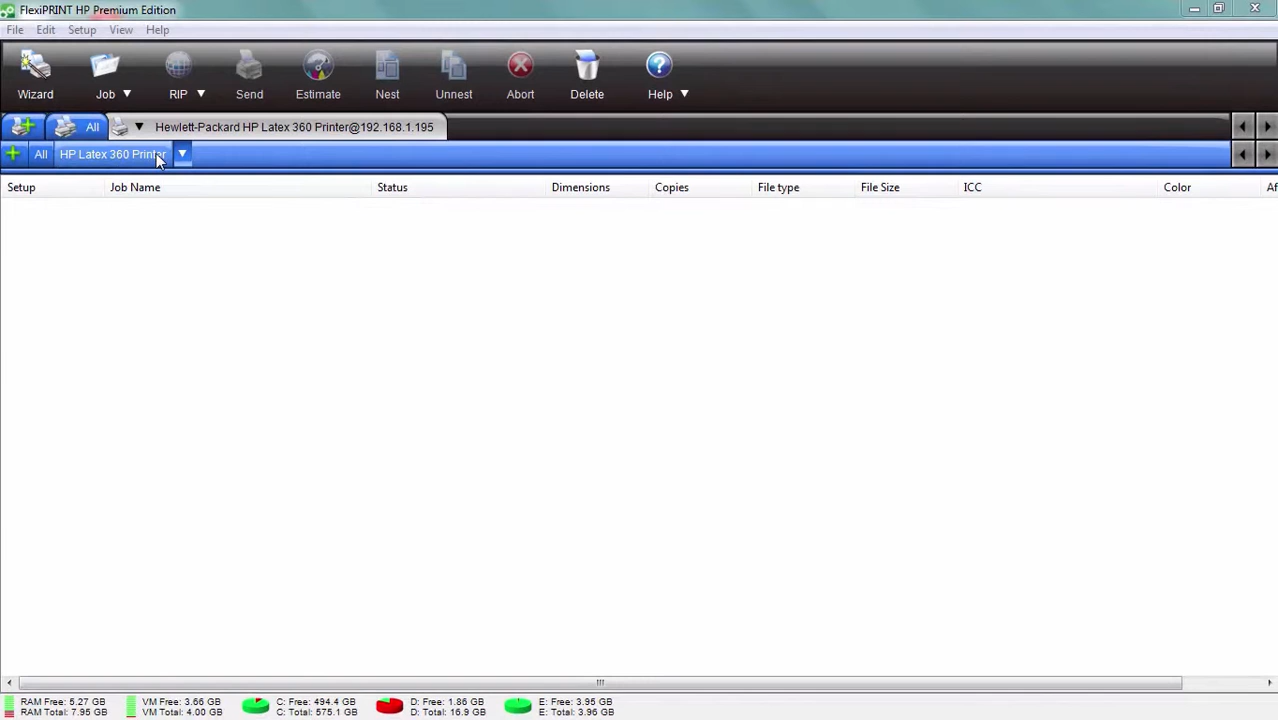 FlexiPRINT HP Premium Edition
File Edit Setup View Help
Wizard Job RIP Send Estimate Nest Unnest Abort Delete Help
All Hewlett-Packard HP Latex 360 Printer@192.168.1.195
All HP Latex 360 Printer
Setup Job Name Status Dimensions Copies File type File Size ICC Color Af
RAM Free: 5.27 GB VM Free: 3.66 GB C: Free: 494.4 GB D: Free: 1.86 GB E: Free: 3.95 GB
RAM Total: 7.95 GB VM Total: 4.00 GB C: Total: 575.1 GB D: Total: 16.9 GB E: Total: 3.96 GB